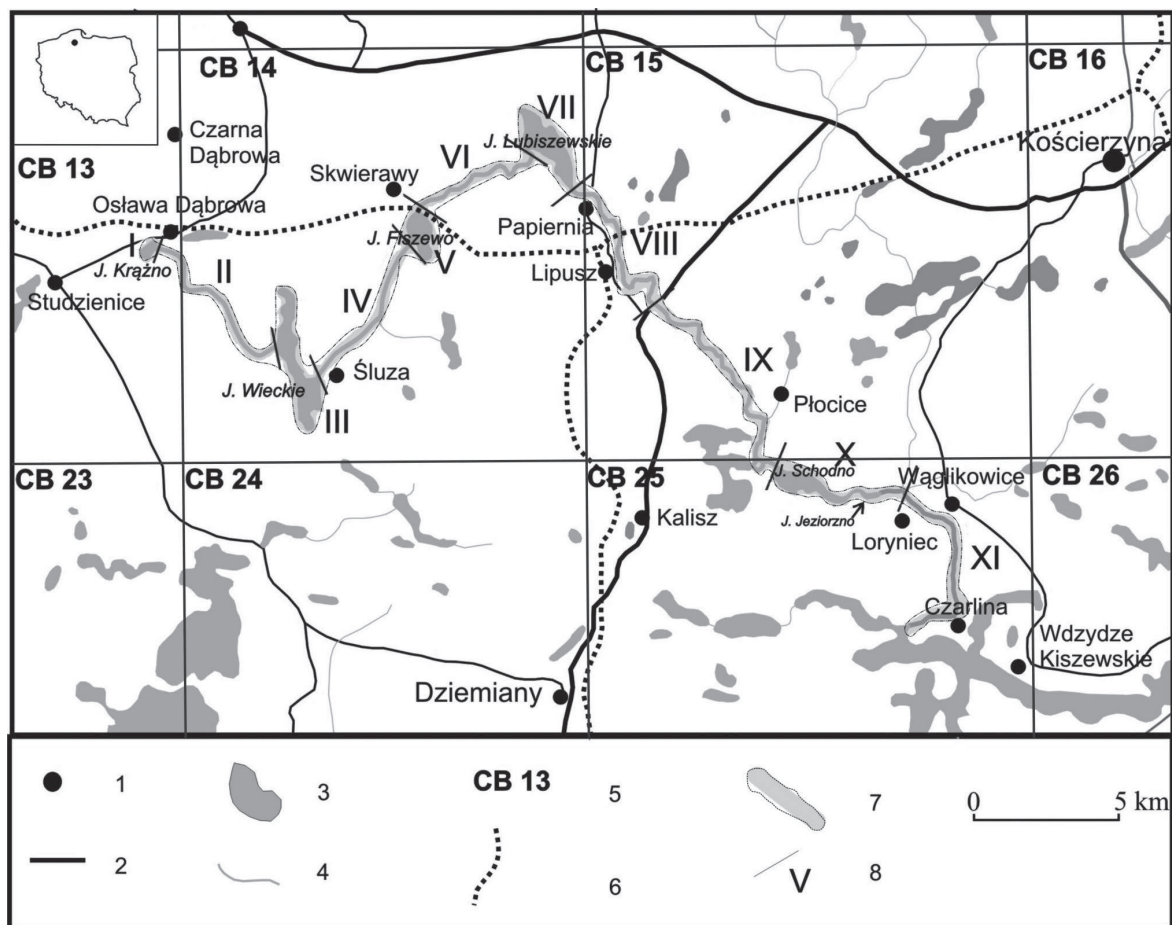 CB 14
CB 15
CB 16
VII
J. Łubiszewskie
Czarna
Dąbrowa
Kościerzyna
CB 13
VI
Skwierawy
Osława Dąbrowa
Papiernia
J. Fiszewo
VIII
I
V
J. Krążno
II
Lipusz
Studzienice
IV
IX
Śluza
J. Wieckie
Płocice
III
X
CB 23
CB 24
CB 25
J. Schodno
Wąglikowice
CB 26
Kalisz
J. Jeziorzno
Loryniec
XI
Czarlina
Wdzydze
Kiszewskie
Dziemiany
1
3
CB 13
5
7
0
5 km
2
4
6
V
8